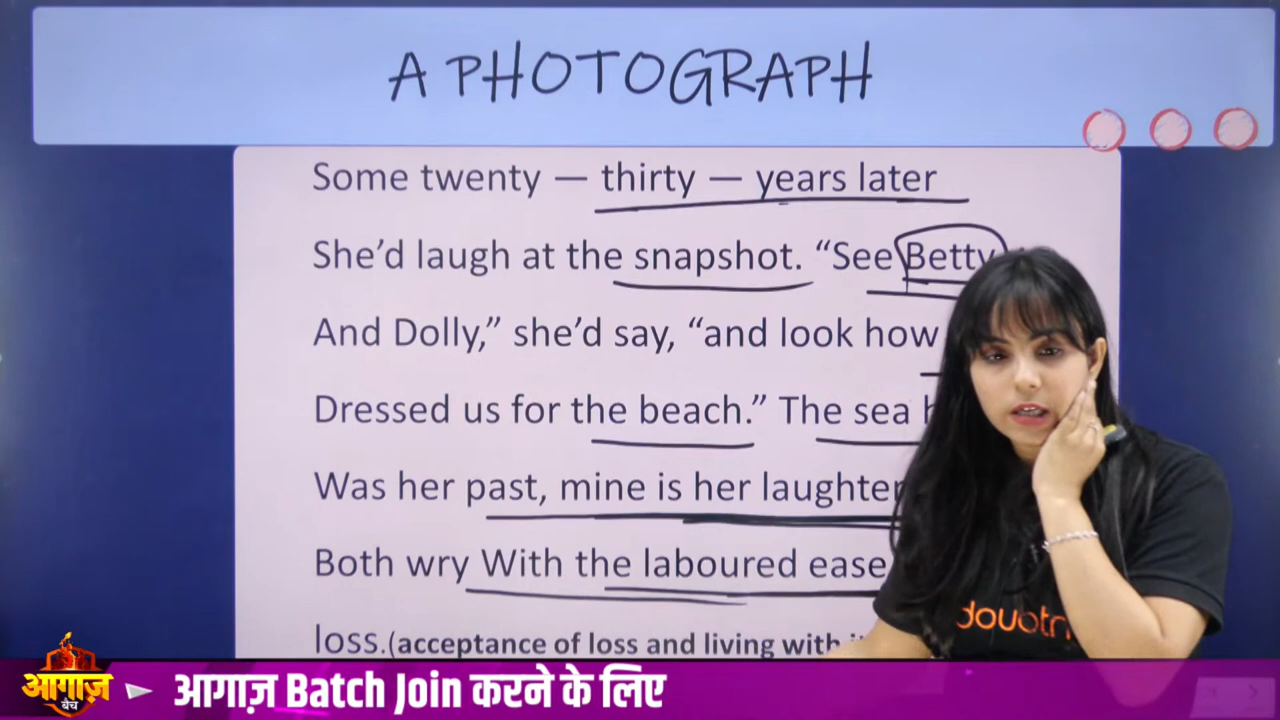 A PHOTOGRAPH
Some twenty — thirty — years later
She’d laugh at the snapshot. “See Betty
And Dolly,” she’d say, “and look how
Dressed us for the beach.” The sea
Was her past, mine is her laughter
Both wry With the laboured ease
loss.(acceptance of loss and living with
doubtn
आगाज़
बैच
आगाज़ Batch Join करने के लिए